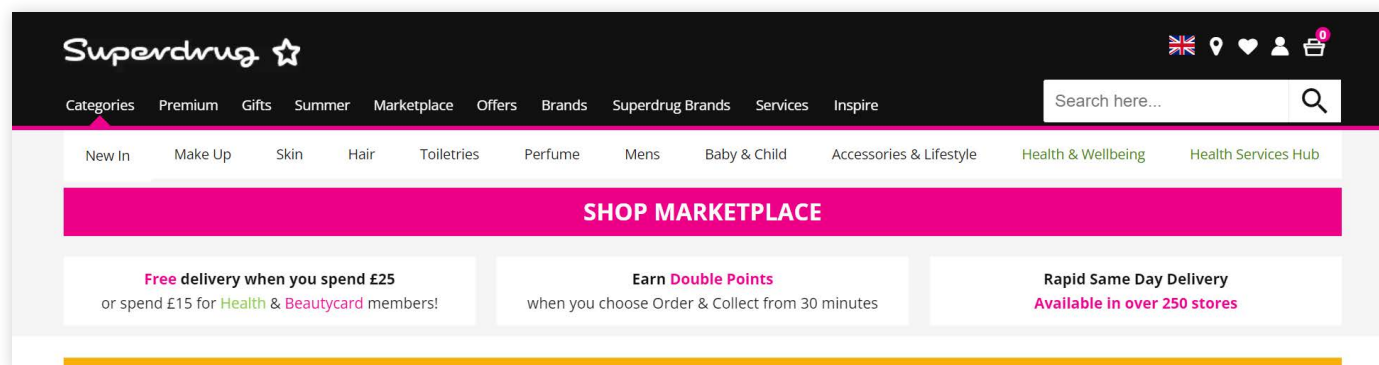 Superdrug
0
Categories Premium Gifts Summer Marketplace Offers Brands Superdrug Brands Services Inspire
Search here...
New In Make Up Skin Hair Toiletries Perfume Mens Baby & Child Accessories & Lifestyle Health & Wellbeing Health Services Hub
SHOP MARKETPLACE
Free delivery when you spend £25
or spend £15 for Health & Beautycard members!
Earn Double Points
when you choose Order & Collect from 30 minutes
Rapid Same Day Delivery
Available in over 250 stores